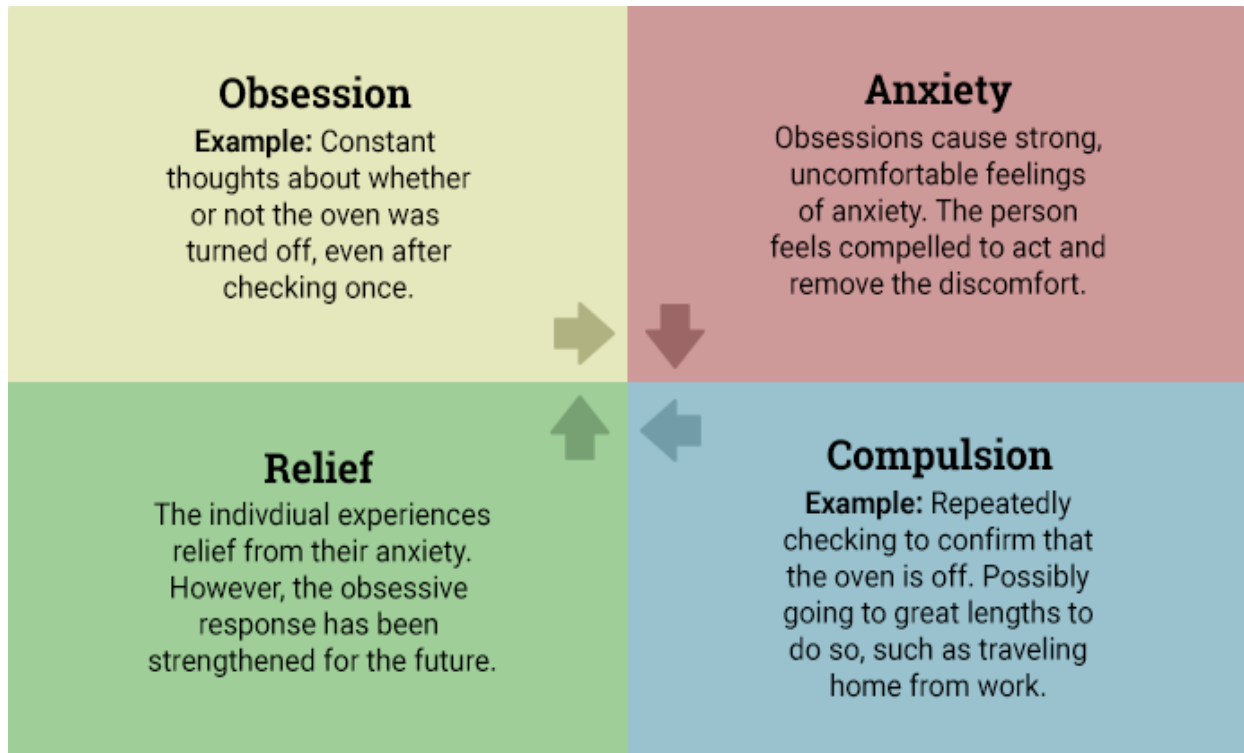 Obsession
Example: Constant
thoughts about whether
or not the oven was
turned off, even after
checking once.
Anxiety
Obsessions cause strong,
uncomfortable feelings
of anxiety. The person
feels compelled to act and
remove the discomfort.
Relief
The indivdiual experiences
relief from their anxiety.
However, the obsessive
response has been
strengthened for the future.
Compulsion
Example: Repeatedly
checking to confirm that
the oven is off. Possibly
going to great lengths to
do so, such as traveling
home from work.